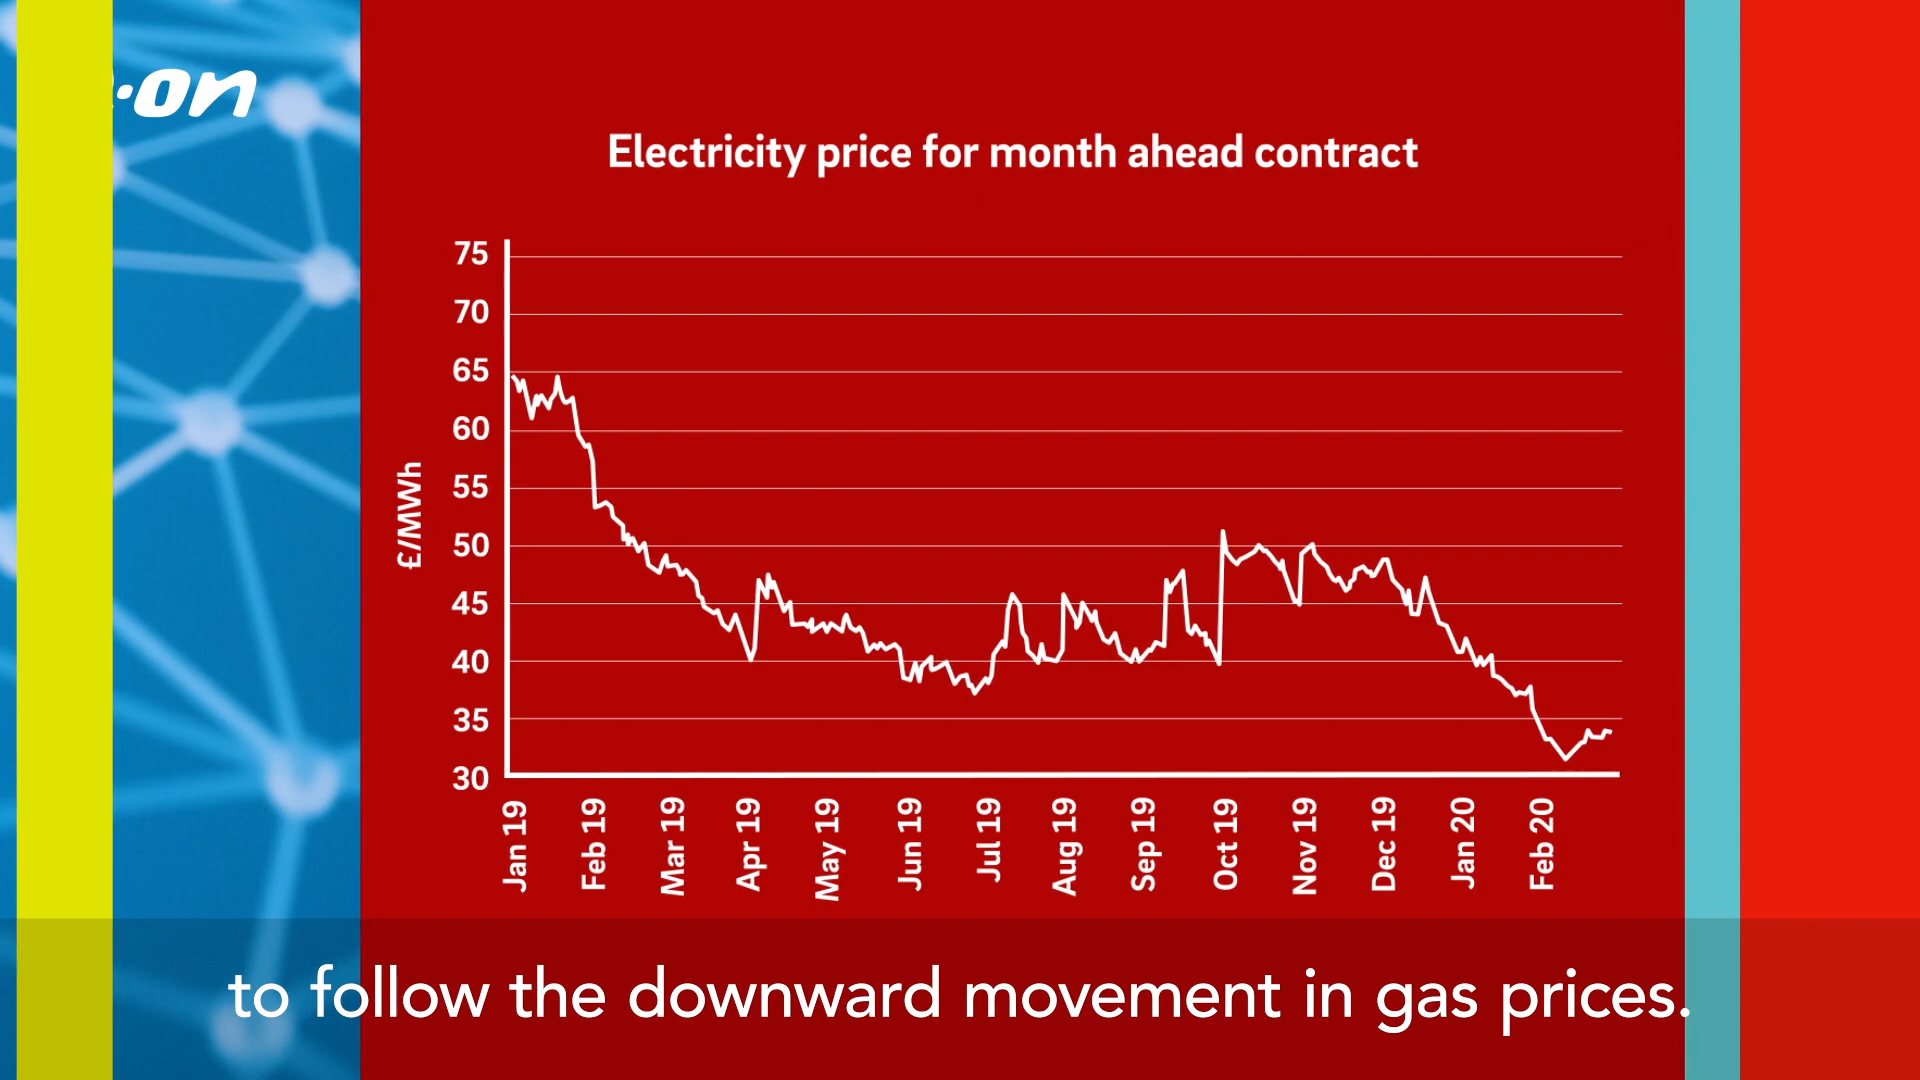 ·on
Electricity price for month ahead contract
75
70
65
60
55
50
45
40
35
30
£/MWh
Jan 19
Feb 19
Mar 19
Apr 19
May 19
Jun 19
Jul 19
Aug 19
Sep 19
Oct 19
Nov 19
Dec 19
Jan 20
Feb 20
to follow the downward movement in gas prices.